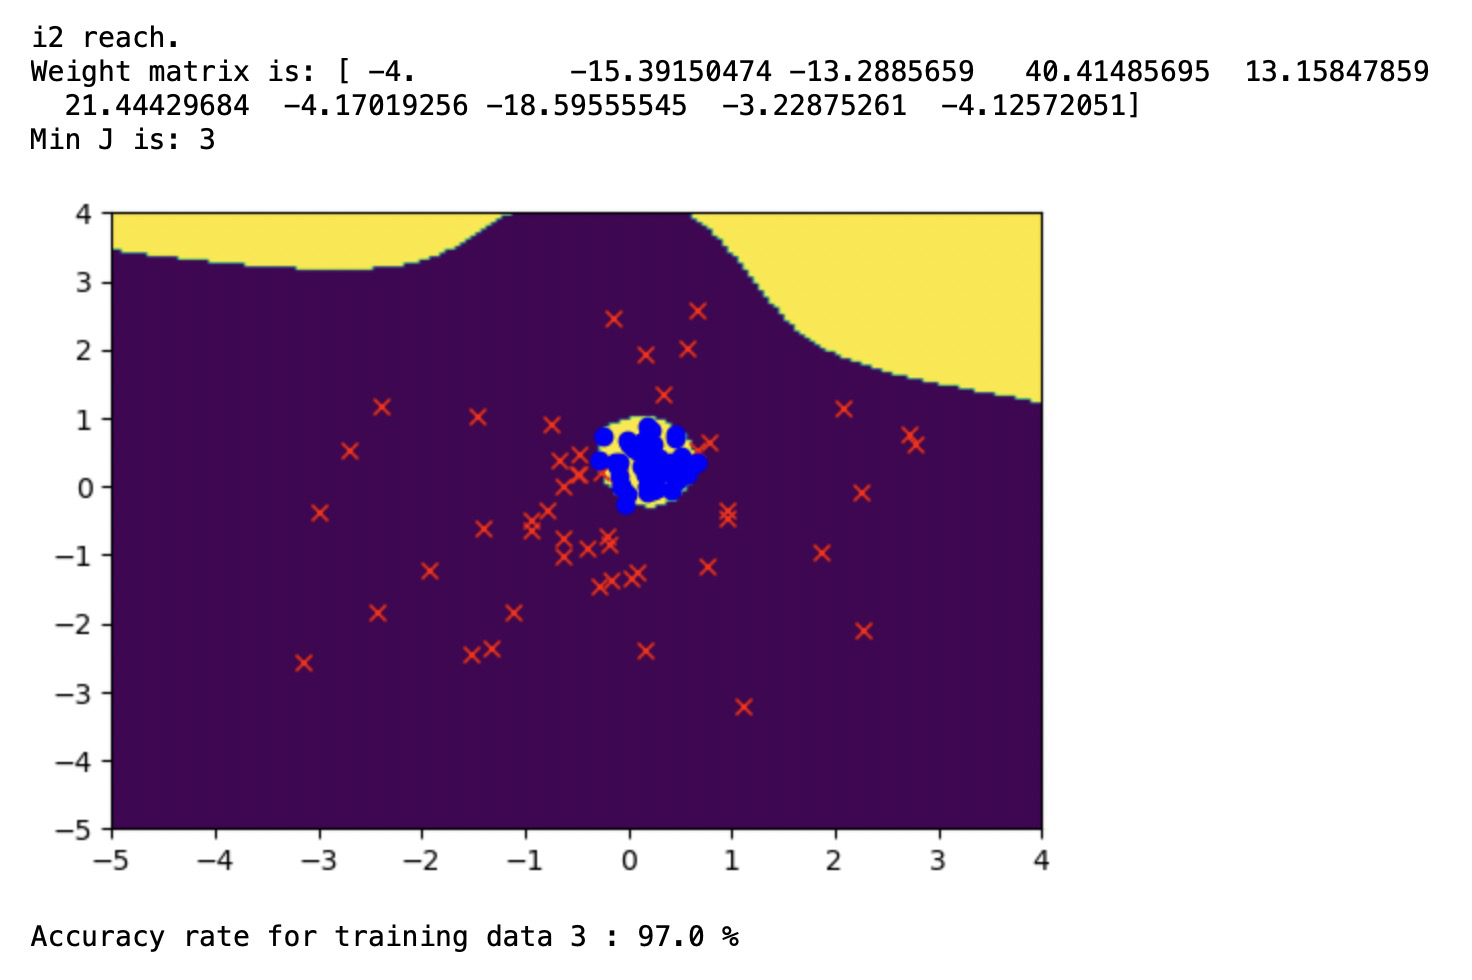 i2 reach.
Weight matrix is: [ -4. -15.39150474 -13.2885659 40.41485695 13.15847859
21.44429684 -4.17019256 -18.59555545 -3.22875261 -4.12572051]
Min J is: 3
4
3
2
1
0
−1
−2
−3
−4
−5
−5 −4 −3 −2 −1 0 1 2 3 4
Accuracy rate for training data 3 : 97.0 %